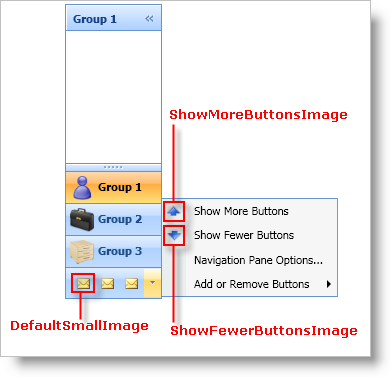 Group 1 «
ShowMoreButtonsImage
Group 1
Group 2
Group 3
Show More Buttons
Show Fewer Buttons
Navigation Pane Options...
Add or Remove Buttons
DefaultSmallImage
ShowFewerButtonsImage